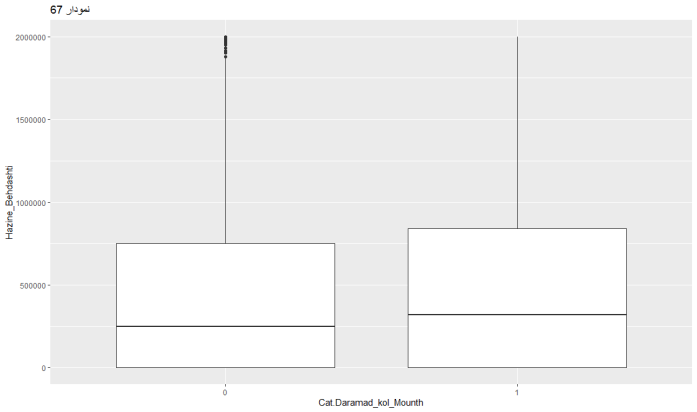 نمودار 67
2000000
1500000
1000000
500000
0
Hazine_Behdashti
0
1
Cat.Daramad_kol_Mounth